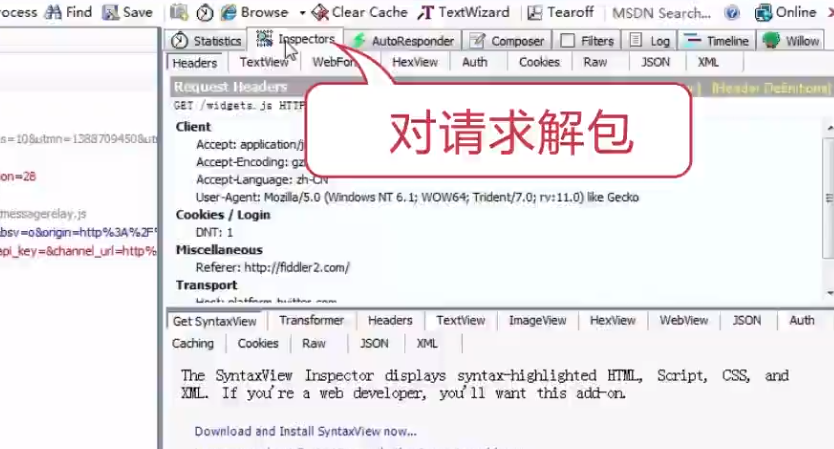 Find Save Browse Clear Cache TextWizard Tearoff MSDN Search... Online
Statistics Inspectors AutoResponder Composer Filters Log Timeline Willow
Headers TextView WebForm HexView Auth Cookies Raw JSON XML
Request Headers Header Definitions]
GET /widgets.js HTTP
对请求解包
Client
Accept: application/j
Accept-Encoding: gz
Accept-Language: zh-CN
User-Agent: Mozilla/5.0 (Windows NT 6.1; WOW64; Trident/7.0; rv:11.0) like Gecko
Cookies / Login
DNT: 1
Miscellaneous
Referer: http://fiddler2.com/
Transport
Host: platform.twitter.com
s=10&utmn=1388709450&utm
on=28
messagerelay.js
bsv=o&origin=http%3A%2F
pi_key=&channel_url=http%
Get SyntaxView Transformer Headers TextView ImageView HexView WebView JSON Auth
Caching Cookies Raw JSON XML
The SyntaxView Inspector displays syntax-highlighted HTML, Script, CSS, and
XML. If you're a web developer, you'll want this add-on.
Download and Install SyntaxView now...